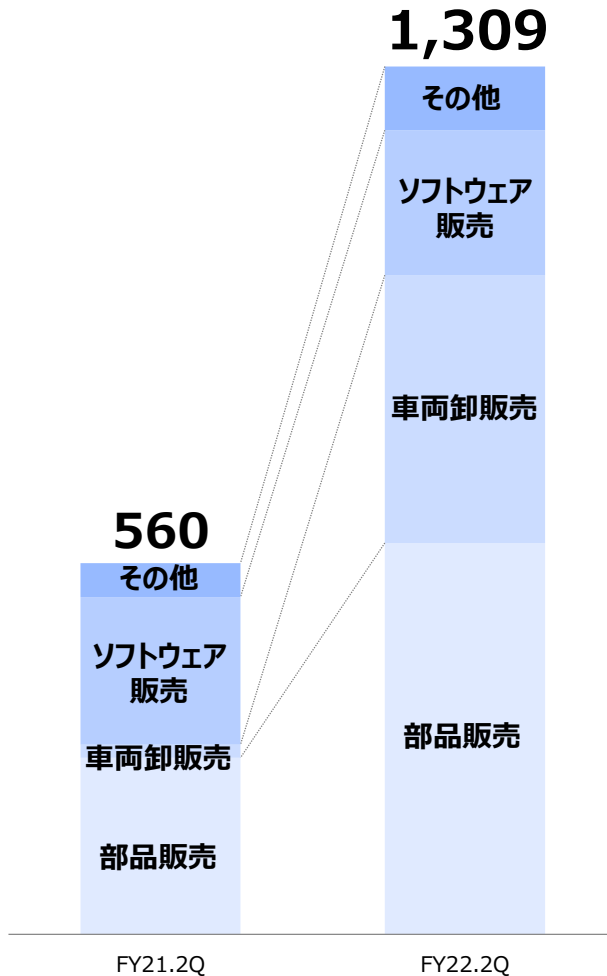 1,309
その他
ソフトウェア
販売
車両卸販売
部品販売
560
その他
ソフトウェア
販売
車両卸販売
部品販売
FY21.2Q
FY22.2Q